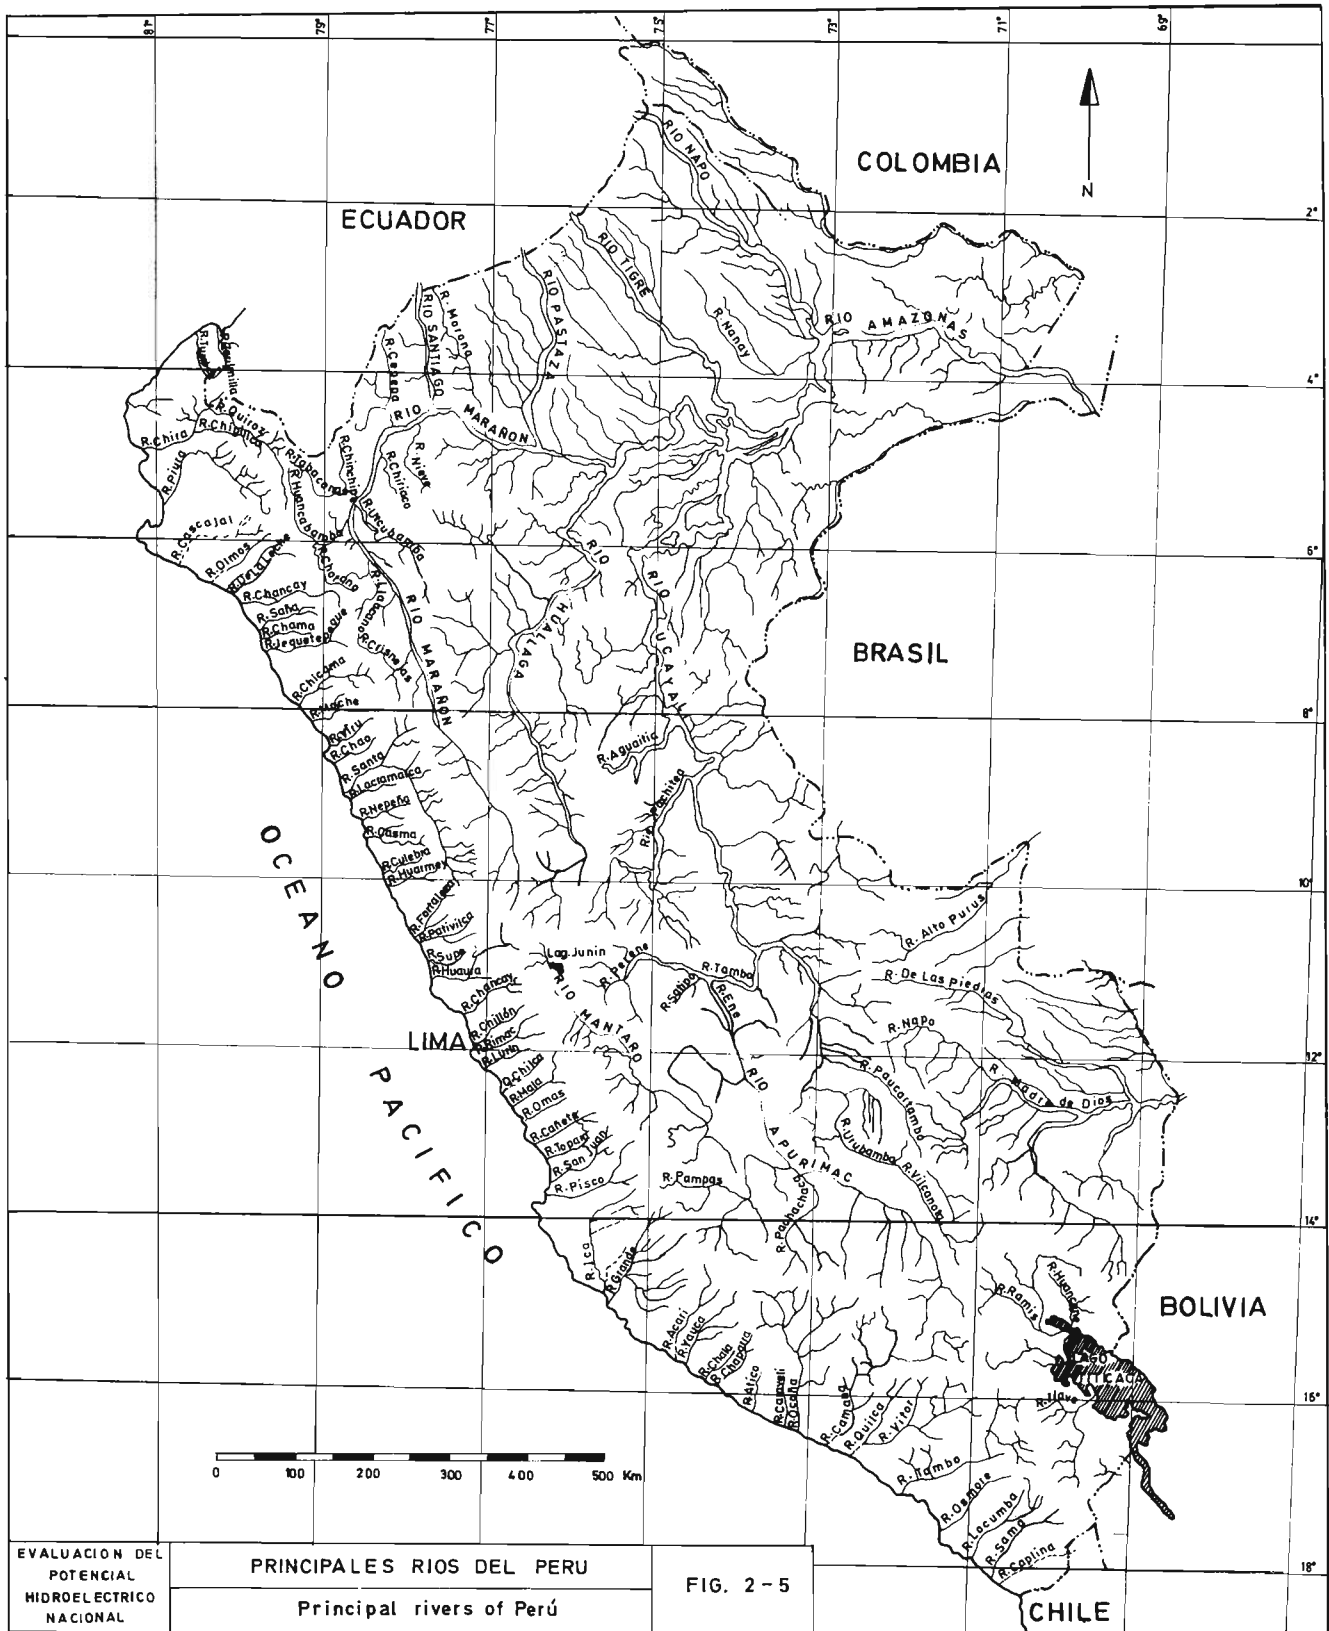 81°
79°
77°
75°
73°
71°
69°
COLOMBIA
N
ECUADOR
2°
RIO NAPO
RIO TIGRE
RIO PASTAZA
R. Morona
RIO SANTIAGO
R. Cenepa
R. Nanay
RIO AMAZONAS
4°
R. Quiroz
R. Chira
R. Piura
RIO MARAÑON
R. Tabaconas
R. Chinchipe
R. Chiriaco
R. Nieva
R. Huancabamba
R. Utcubamba
R. Cascajal
R. Olmos
R. De La Leche
R. Chotano
6°
R. Chancay
R. Saña
R. Chama
R. Jequetepeque
R. Llaucano
R. Crisnejas
RIO MARAÑON
RIO HUALLAGA
RIO UCAYALI
BRASIL
R. Chicama
R. Moche
8°
R. Viru
R. Chao
R. Santa
R. Lacramarca
R. Nepeña
R. Casma
R. Culebra
R. Huarmey
R. Aguaitia
Rio Pachitea
10°
R. Fortaleza
R. Pativilca
R. Supe
R. Huaura
R. Chancay
Lag. Junin
R. Perene
R. Tambo
R. Ene
R. Alto Purus
R. De Las Piedras
R. Napo
RIO MANTARO
R. Chillón
LIMA
R. Rimac
R. Lurin
Q. Chilca
R. Mala
R. Omas
R. Cañete
R. Topara
R. San Juan
R. Pisco
12°
R. Paucartambo
R. Madre de Dios
RIO APURIMAC
R. Urubamba
R. Vilcanota
R. Pampas
R. Pachachaca
14°
OCEANO PACIFICO
R. Ica
R. Grande
R. Acari
R. Yauca
R. Chala
R. Chaparra
R. Atico
R. Caraveli
R. Ocoña
R. Camana
R. Quilca
R. Vitor
R. Ramis
R. Huancane
LAGO
TITICACA
R. Ilave
BOLIVIA
16°
0 100 200 300 400 500 Km
R. Tambo
R. Osmore
R. Locumba
R. Sama
R. Caplina
18°
CHILE
EVALUACION DEL
POTENCIAL
HIDROELECTRICO
NACIONAL
PRINCIPALES RIOS DEL PERU
Principal rivers of Perú
FIG. 2-5